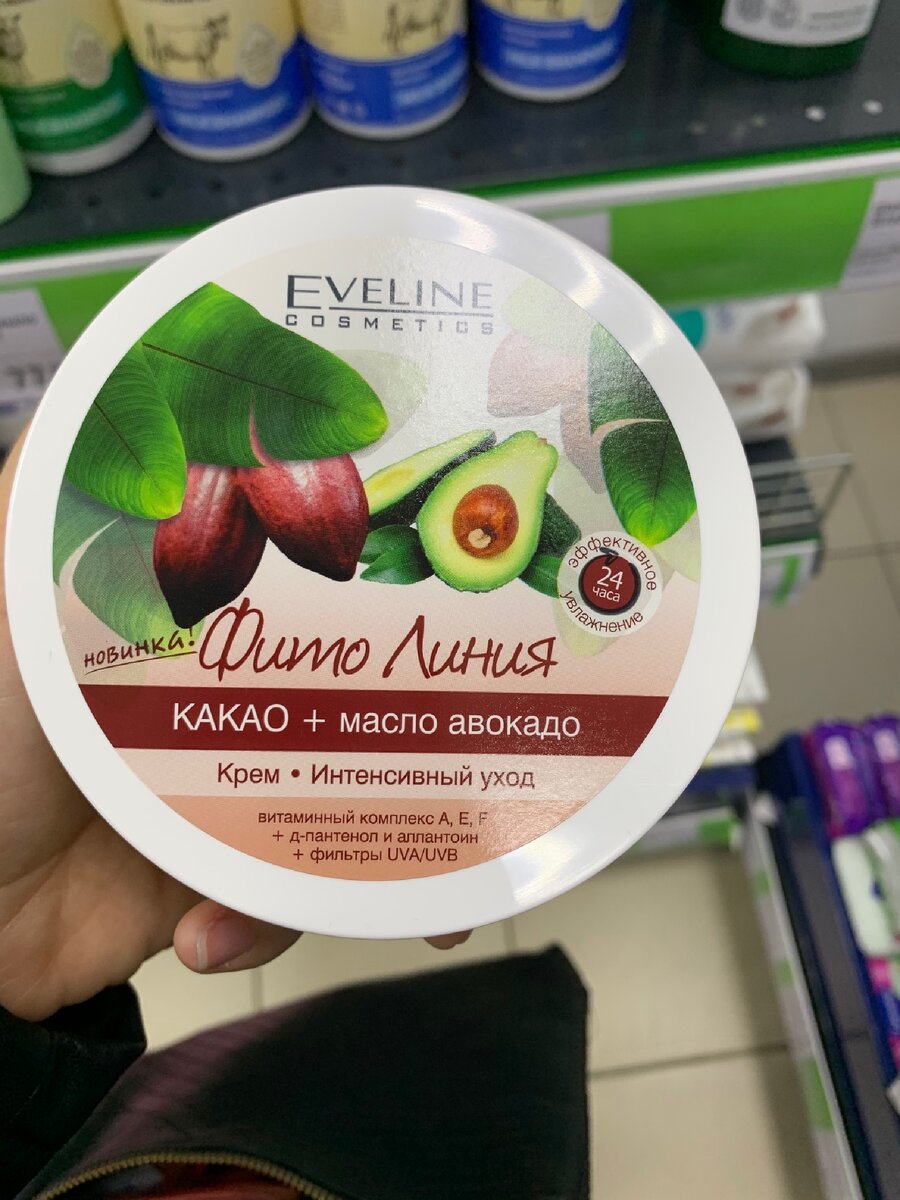 EVELINE
COSMETICS
эффективное
24
часа
увлажнение
новинка!
Фито Линия
КАКАО + масло авокадо
Крем • Интенсивный уход
витаминный комплекс А, Е, F
+ д-пантенол и аллантоин
+ фильтры UVA/UVB